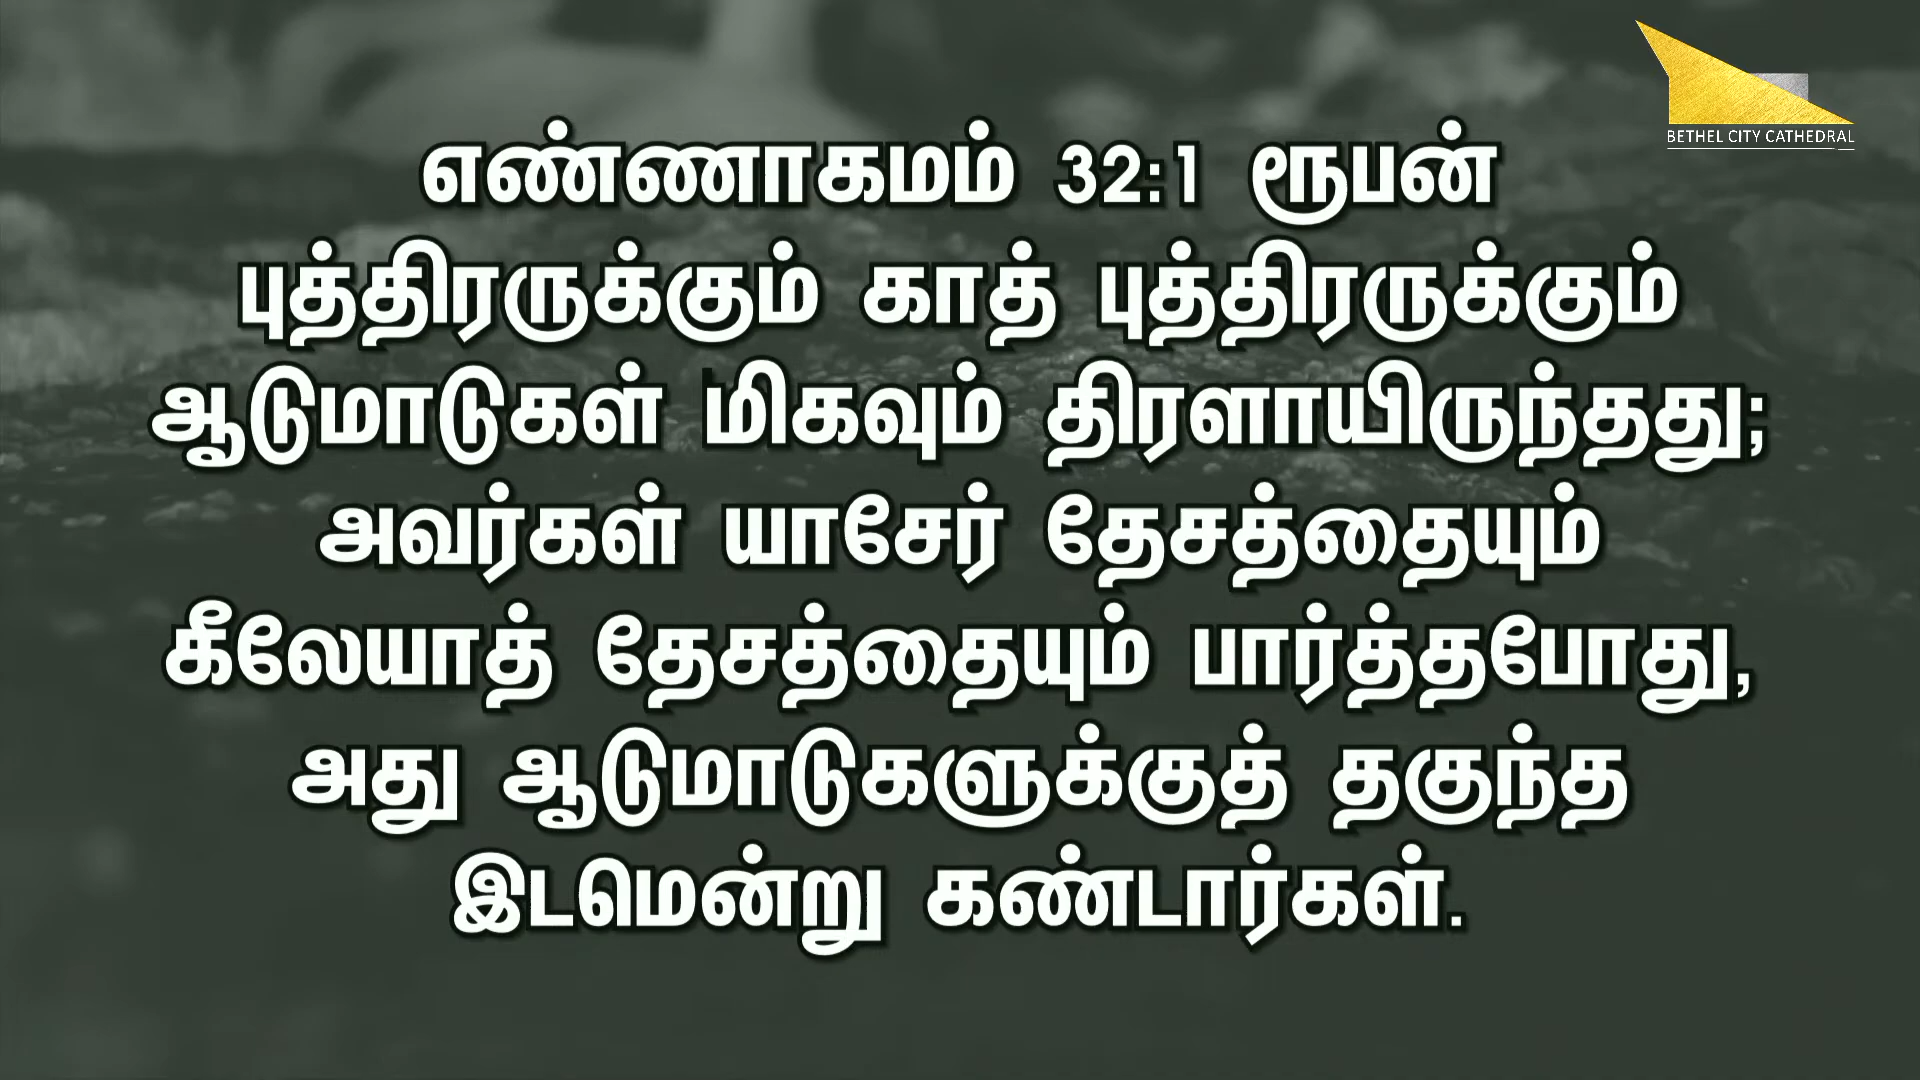 BETHEL CITY CATHEDRAL
எண்ணாகமம் 32:1 ரூபன்
புத்திரருக்கும் காத் புத்திரருக்கும்
ஆடுமாடுகள் மிகவும் திரளாயிருந்தது;
அவர்கள் யாசேர் தேசத்தையும்
கீலேயாத் தேசத்தையும் பார்த்தபோது,
அது ஆடுமாடுகளுக்குத் தகுந்த
இடமென்று கண்டார்கள்.